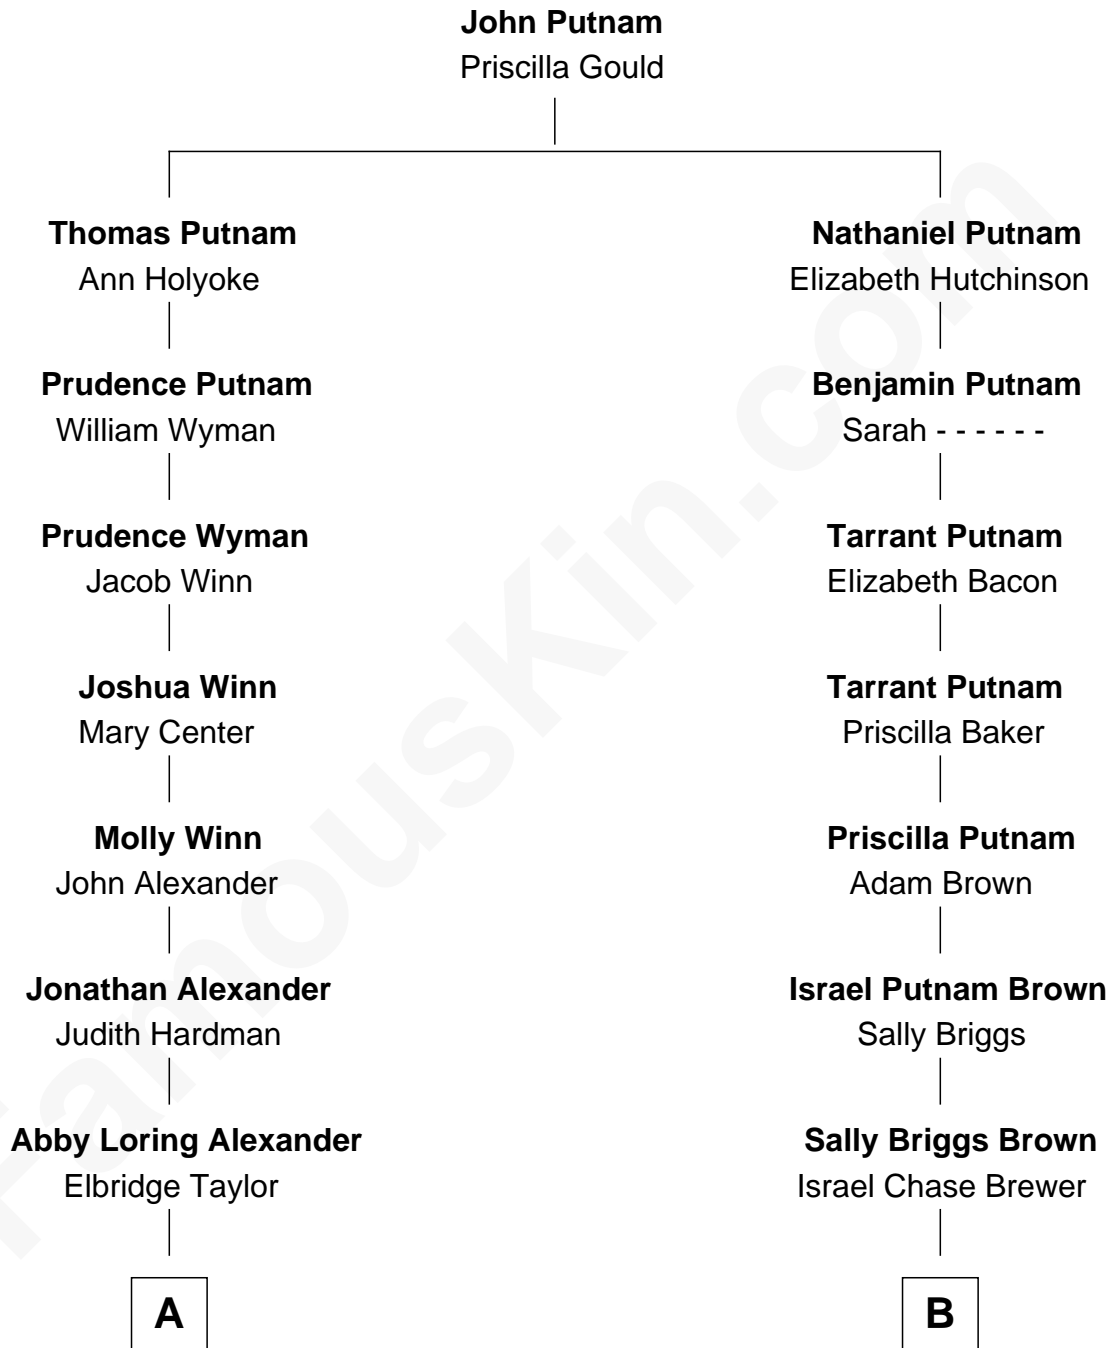 John Putnam
Priscilla Gould
Thomas Putnam
Ann Holyoke
Prudence Putnam
William Wyman
Prudence Wyman
Jacob Winn
Joshua Winn
Mary Center
Molly Winn
John Alexander
Jonathan Alexander
Judith Hardman
Abby Loring Alexander
Elbridge Taylor
A
Nathaniel Putnam
Elizabeth Hutchinson
Benjamin Putnam
Sarah - - - - - -
Tarrant Putnam
Elizabeth Bacon
Tarrant Putnam
Priscilla Baker
Priscilla Putnam
Adam Brown
Israel Putnam Brown
Sally Briggs
Sally Briggs Brown
Israel Chase Brewer
B
FamousKin.com